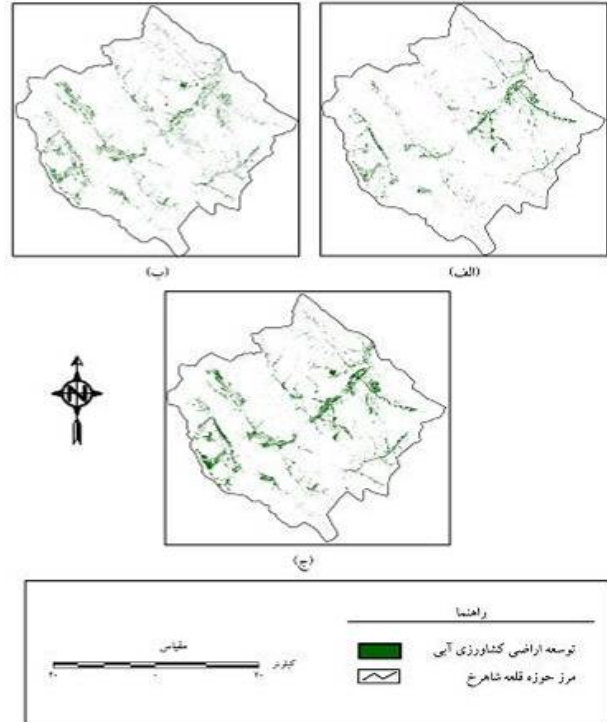 (الف)
(ب)
N
(ج)
راهنما
توسعه اراضی کشاورزی آبی
مرز حوزه قلعه شاهرخ
مقیاس
کیلومتر
۲۰ ۰ ۲۰